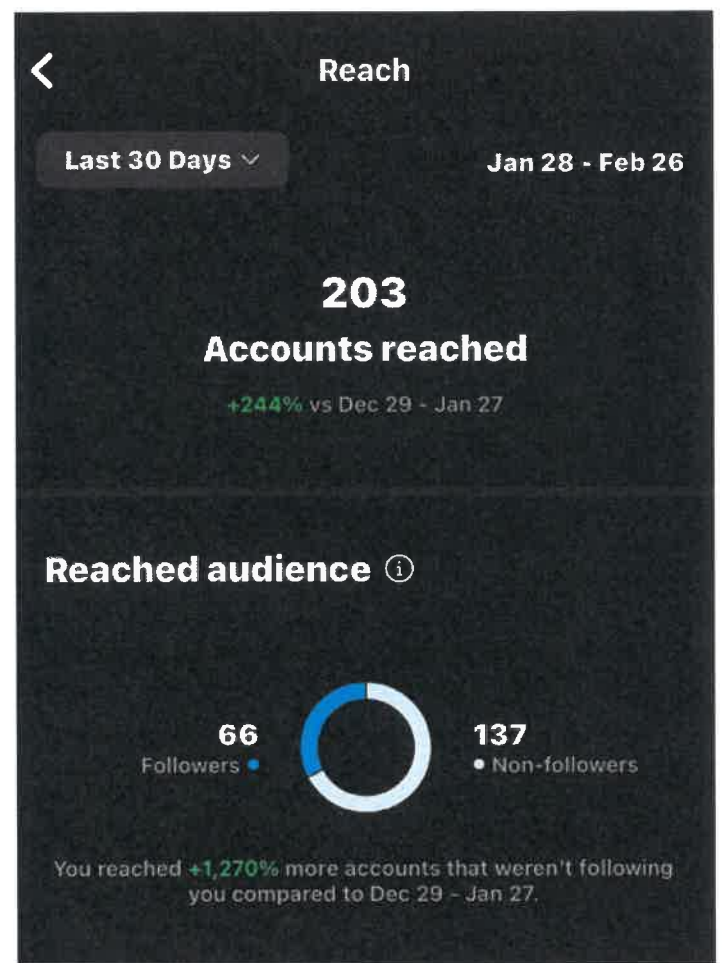 Reach
Last 30 Days
Jan 28 - Feb 26
203
Accounts reached
+244% vs Dec 29 - Jan 27
Reached audience
66
Followers
137
Non-followers
You reached +1,270% more accounts that weren't following
you compared to Dec 29 - Jan 27.